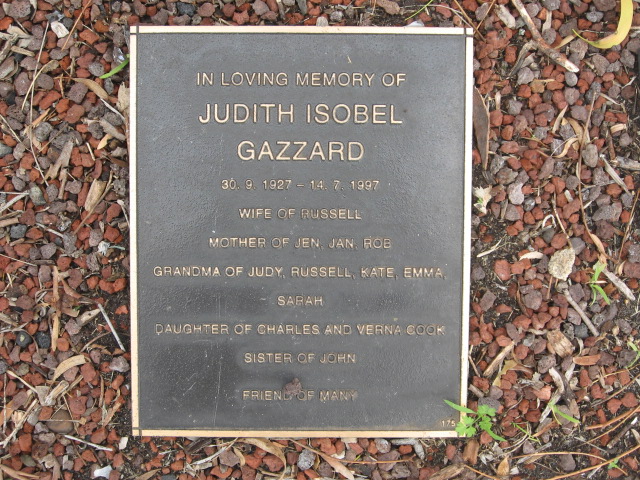 IN LOVING MEMORY OF
JUDITH ISOBEL
GAZZARD
30. 9. 1927 - 14. 7. 1997
WIFE OF RUSSELL
MOTHER OF JEN, JAN, ROB
GRANDMA OF JUDY, RUSSELL, KATE, EMMA,
SARAH
DAUGHTER OF CHARLES AND VERNA COOK
SISTER OF JOHN
FRIEND OF MANY
175